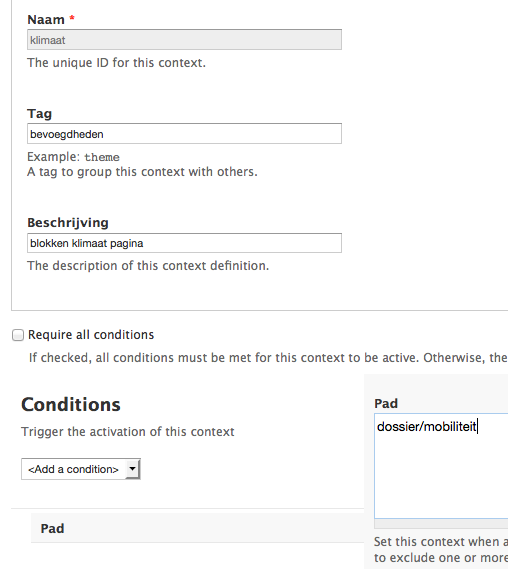 Naam *
klimaat
The unique ID for this context.
Tag
bevoegdheden
Example: theme
A tag to group this context with others.
Beschrijving
blokken klimaat pagina
The description of this context definition.
Require all conditions
If checked, all conditions must be met for this context to be active. Otherwise, the
Conditions
Trigger the activation of this context
<Add a condition>
Pad
Pad
dossier/mobiliteit
Set this context when a
to exclude one or more